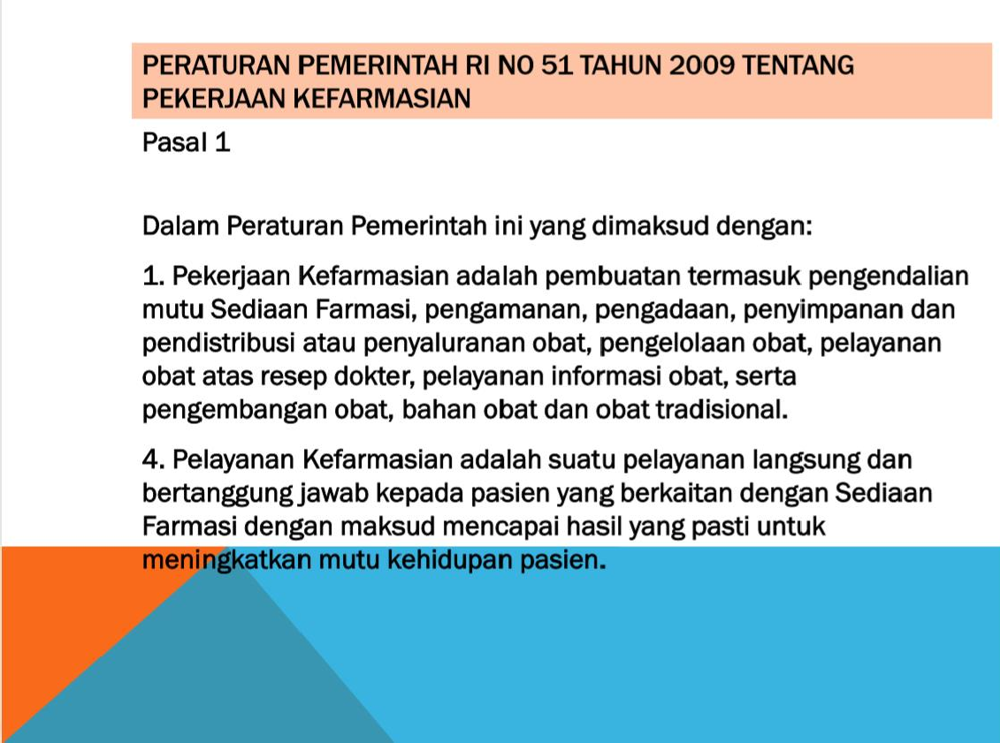 PERATURAN PEMERINTAH RI NO 51 TAHUN 2009 TENTANG
PEKERJAAN KEFARMASIAN
Pasal 1
Dalam Peraturan Pemerintah ini yang dimaksud dengan:
1. Pekerjaan Kefarmasian adalah pembuatan termasuk pengendalian
mutu Sediaan Farmasi, pengamanan, pengadaan, penyimpanan dan
pendistribusi atau penyaluranan obat, pengelolaan obat, pelayanan
obat atas resep dokter, pelayanan informasi obat, serta
pengembangan obat, bahan obat dan obat tradisional.
4. Pelayanan Kefarmasian adalah suatu pelayanan langsung dan
bertanggung jawab kepada pasien yang berkaitan dengan Sediaan
Farmasi dengan maksud mencapai hasil yang pasti untuk
meningkatkan mutu kehidupan pasien.